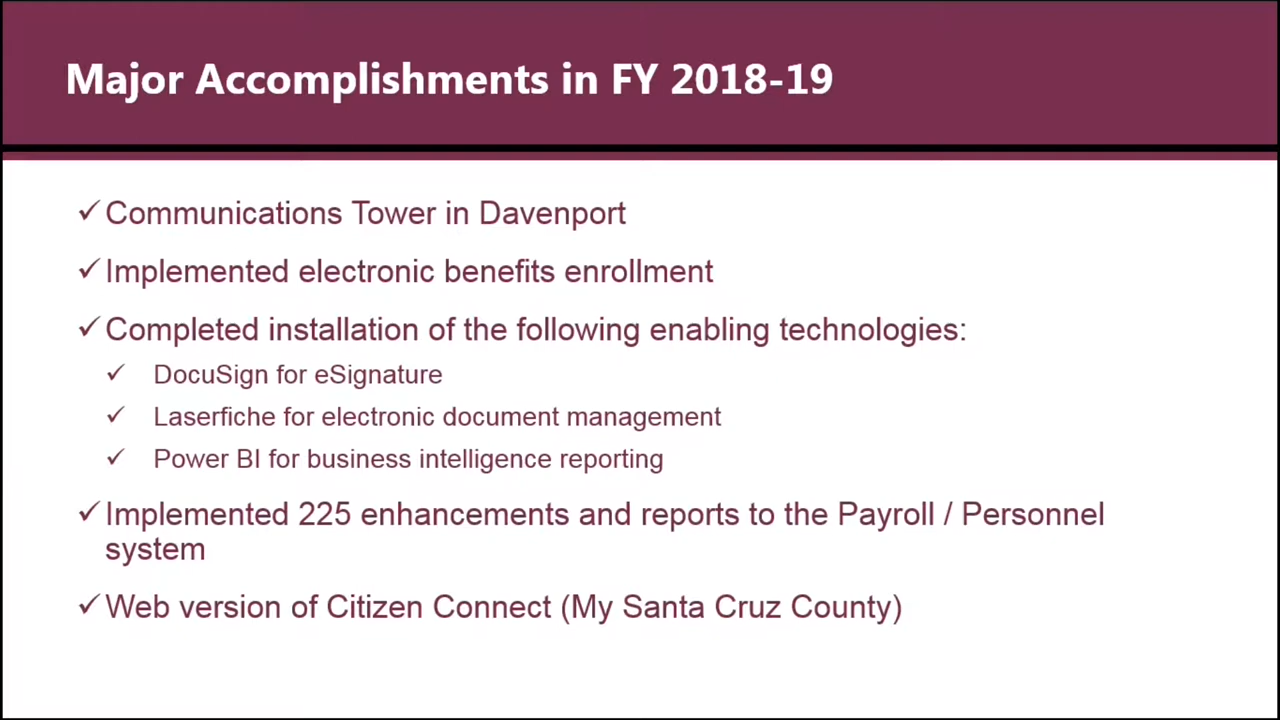 Major Accomplishments in FY 2018-19
✓Communications Tower in Davenport
✓Implemented electronic benefits enrollment
✓Completed installation of the following enabling technologies:
✓ DocuSign for eSignature
✓ Laserfiche for electronic document management
✓ Power BI for business intelligence reporting
✓Implemented 225 enhancements and reports to the Payroll / Personnel
system
✓Web version of Citizen Connect (My Santa Cruz County)